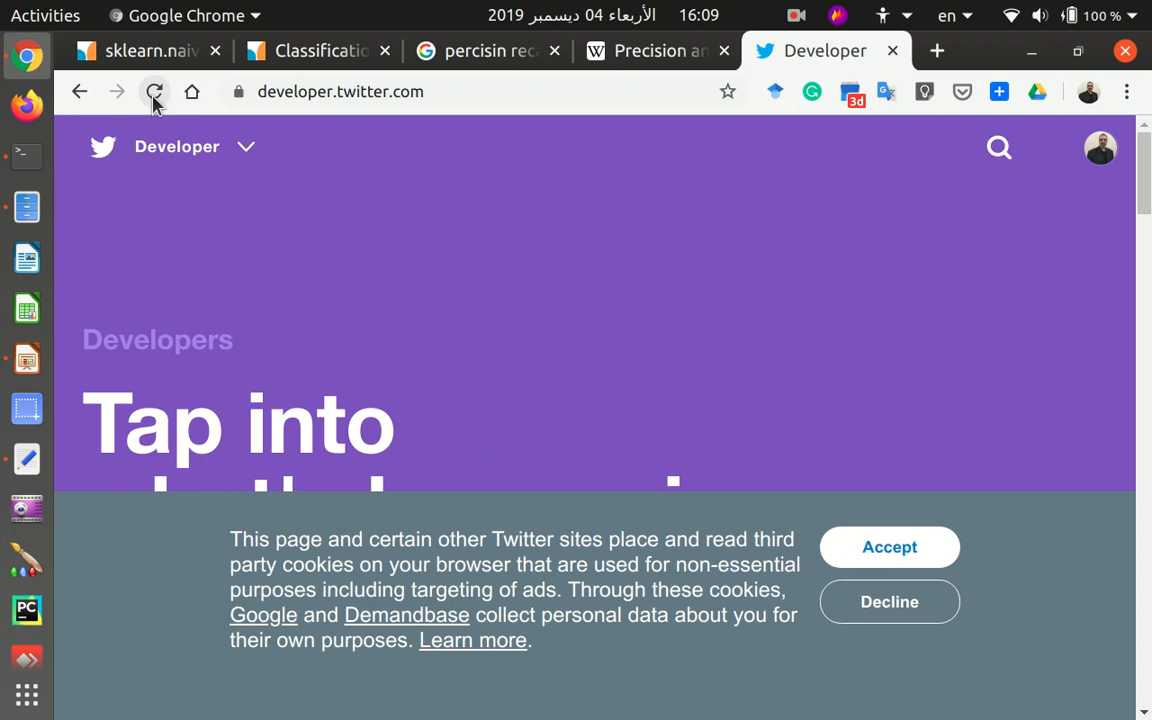 Activities
Google Chrome
الأربعاء 04 ديسمبر 2019 16:09
en
100 %
sklearn.naiv
Classificatio
percisin reca
Precision an
Developer
developer.twitter.com
3d
Developer
Developers
Tap into
This page and certain other Twitter sites place and read third
party cookies on your browser that are used for non-essential
purposes including targeting of ads. Through these cookies,
Google and Demandbase collect personal data about you for
their own purposes. Learn more.
Accept
Decline
PC